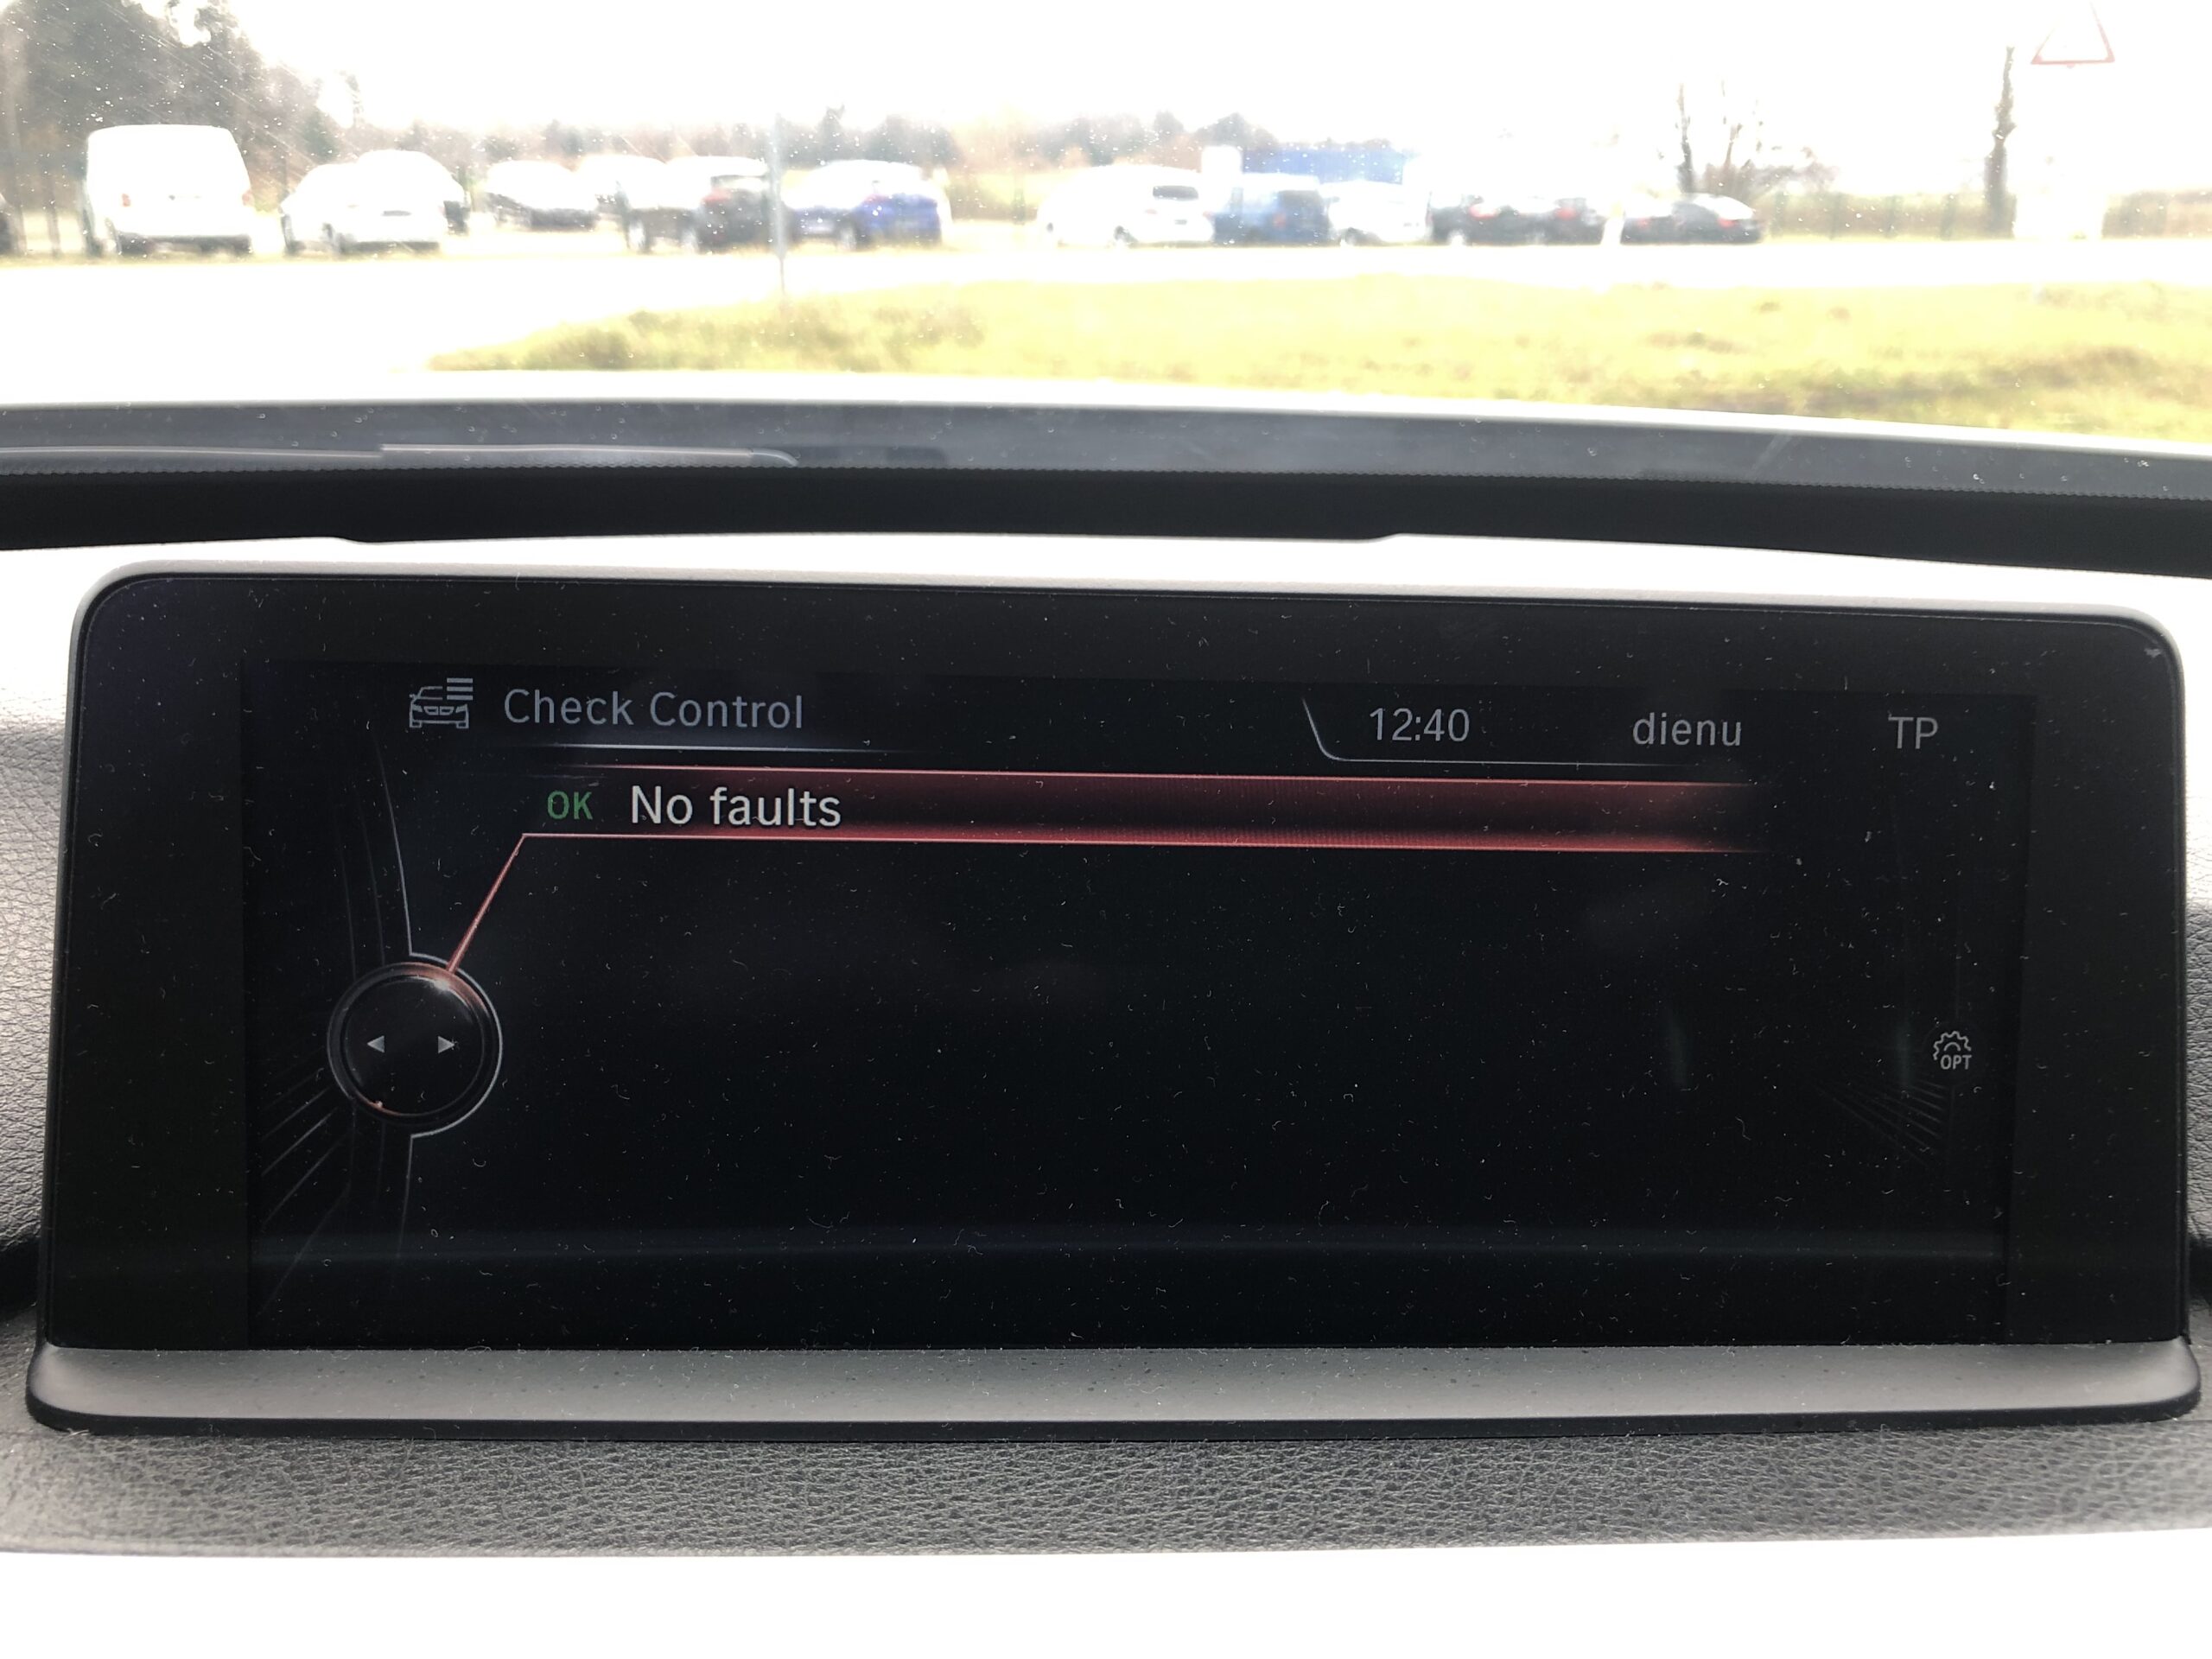 Check Control
12:40 dienu TP
OK No faults
OPT